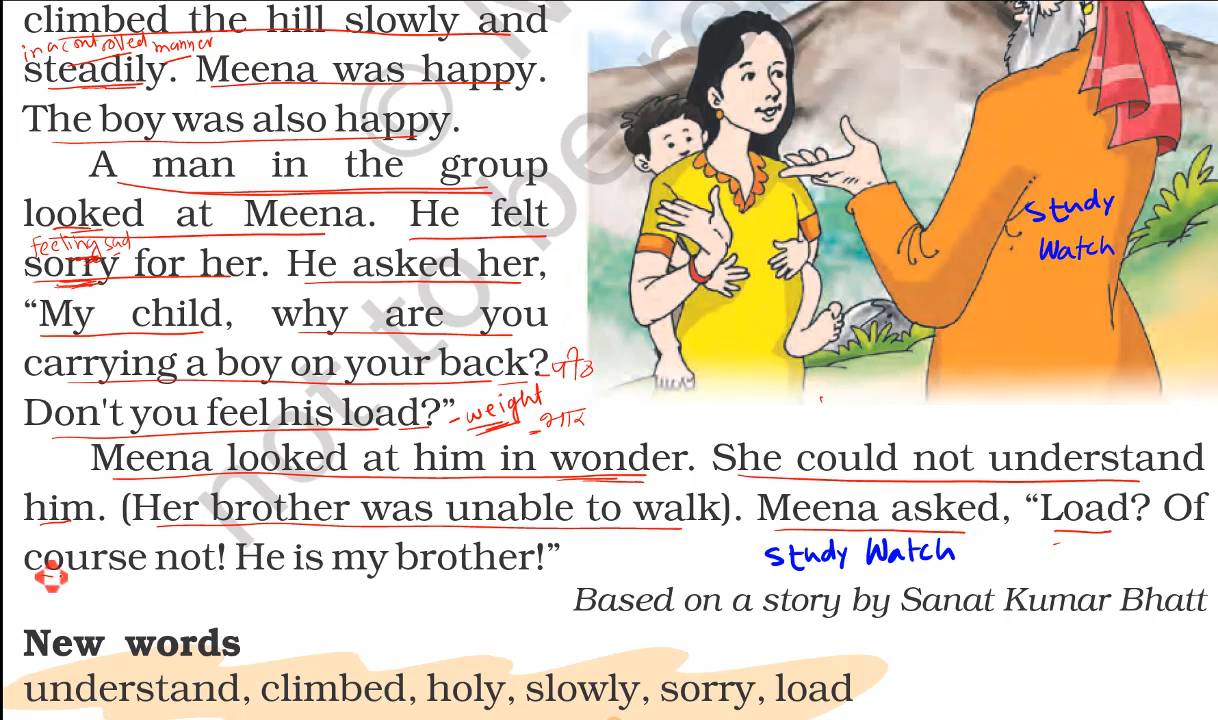 climbed the hill slowly and
in a controlled manner
steadily. Meena was happy.
The boy was also happy.
A man in the group
looked at Meena. He felt
feeling sad
sorry for her. He asked her,
“My child, why are you
carrying a boy on your back? पीठ
Don't you feel his load?” - weight
भार
Meena looked at him in wonder. She could not understand
him. (Her brother was unable to walk). Meena asked, “Load? Of
course not! He is my brother!”
Study Watch
Study
Watch
Based on a story by Sanat Kumar Bhatt
New words
understand, climbed, holy, slowly, sorry, load
© N
not to be re